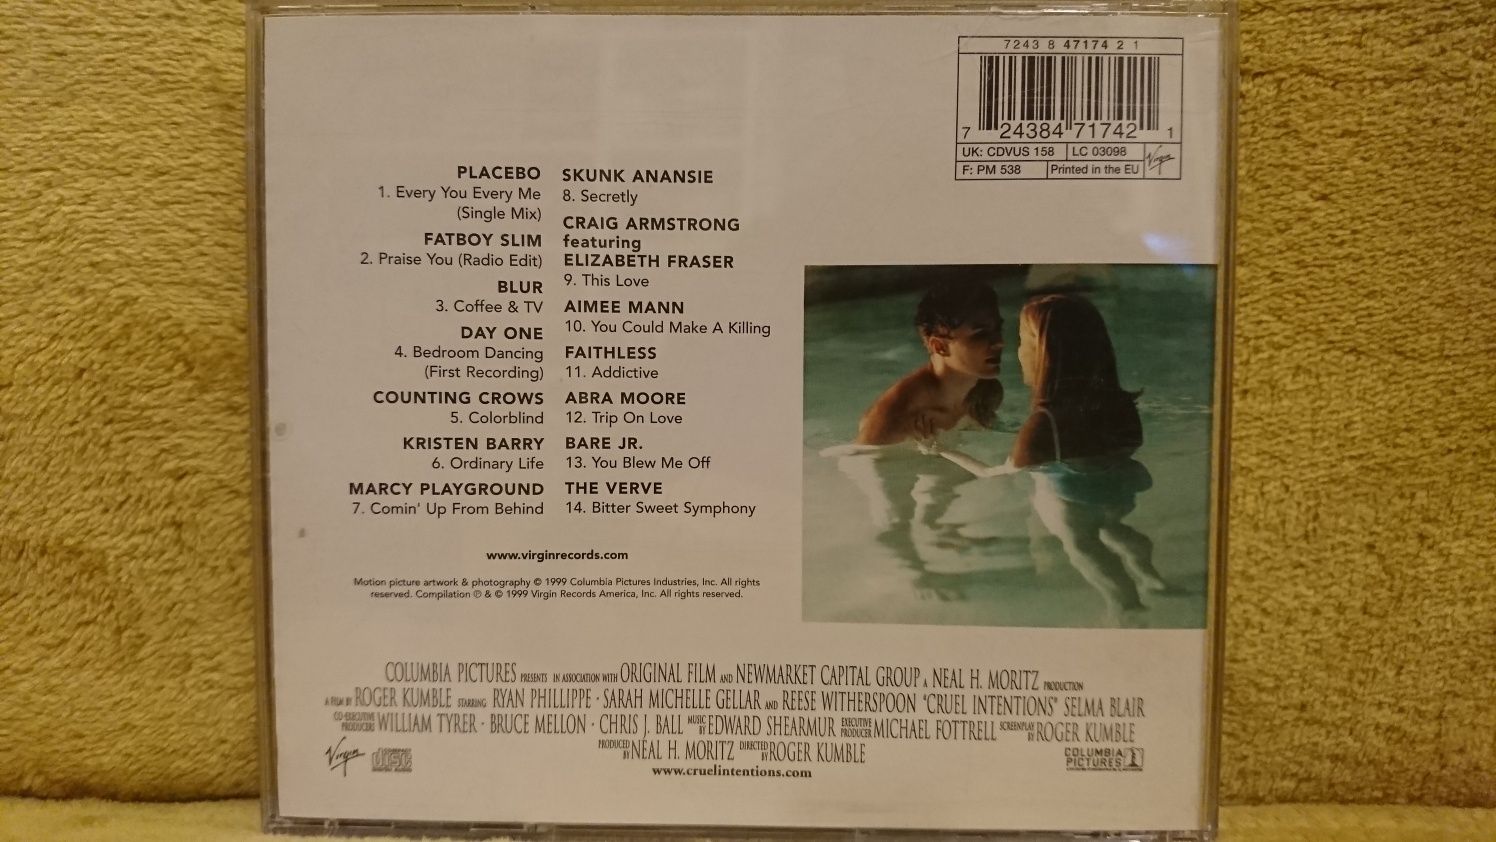 7243 8 47174 2 1
7 24384 71742 1
UK: CDVUS 158 LC 03098
F: PM 538 Printed in the EU
Virgin
PLACEBO
1. Every You Every Me
(Single Mix)
FATBOY SLIM
2. Praise You (Radio Edit)
BLUR
3. Coffee & TV
DAY ONE
4. Bedroom Dancing
(First Recording)
COUNTING CROWS
5. Colorblind
KRISTEN BARRY
6. Ordinary Life
MARCY PLAYGROUND
7. Comin' Up From Behind
SKUNK ANANSIE
8. Secretly
CRAIG ARMSTRONG
featuring
ELIZABETH FRASER
9. This Love
AIMEE MANN
10. You Could Make A Killing
FAITHLESS
11. Addictive
ABRA MOORE
12. Trip On Love
BARE JR.
13. You Blew Me Off
THE VERVE
14. Bitter Sweet Symphony
www.virginrecords.com
Motion picture artwork & photography © 1999 Columbia Pictures Industries, Inc. All rights
reserved. Compilation ℗ & © 1999 Virgin Records America, Inc. All rights reserved.
COLUMBIA PICTURES PRESENTS IN ASSOCIATION WITH ORIGINAL FILM AND NEWMARKET CAPITAL GROUP A NEAL H. MORITZ PRODUCTION
A FILM BY ROGER KUMBLE STARRING RYAN PHILLIPPE · SARAH MICHELLE GELLAR AND REESE WITHERSPOON "CRUEL INTENTIONS" SELMA BLAIR
CO-EXECUTIVE PRODUCERS WILLIAM TYRER · BRUCE MELLON · CHRIS J. BALL MUSIC BY EDWARD SHEARMUR EXECUTIVE PRODUCER MICHAEL FOTTRELL SCREENPLAY BY ROGER KUMBLE
PRODUCED BY NEAL H. MORITZ DIRECTED BY ROGER KUMBLE
Virgin
COMPACT disc DIGITAL AUDIO
www.cruelintentions.com
COLUMBIA
PICTURES